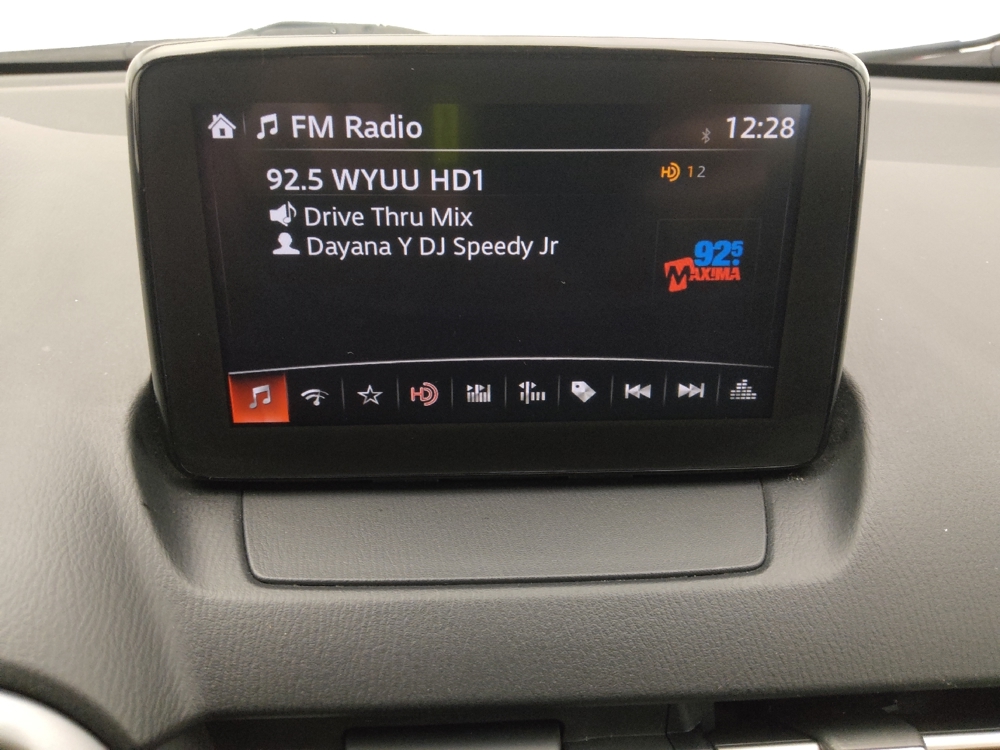 FM Radio
12:28
92.5 WYUU HD1
HD 1 2
Drive Thru Mix
Dayana Y DJ Speedy Jr
92.5
MAXIMA
HD